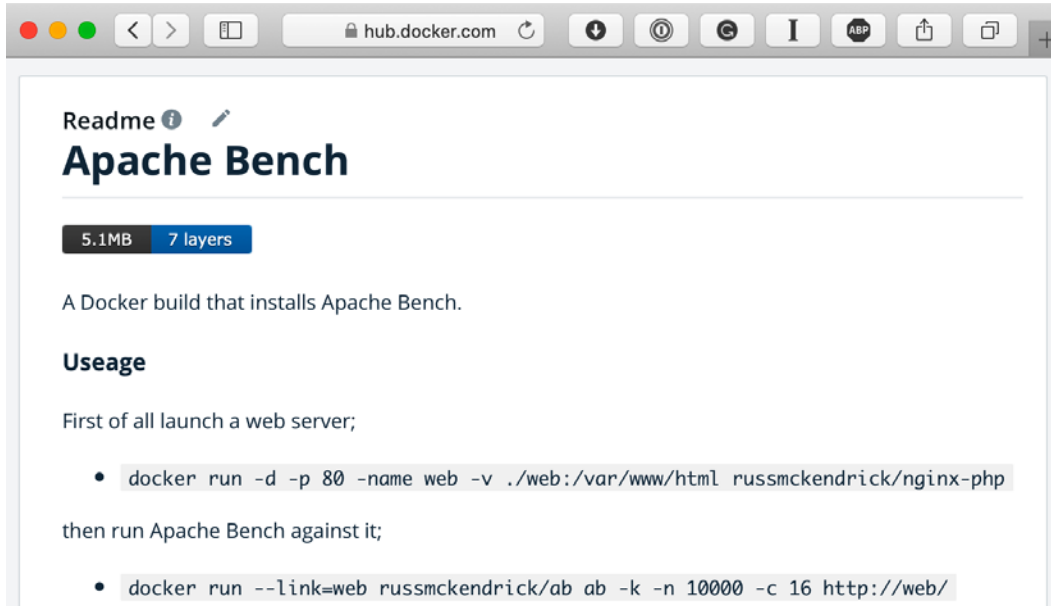 hub.docker.com
ABP
Readme
Apache Bench
5.1MB 7 layers
A Docker build that installs Apache Bench.
Useage
First of all launch a web server;
docker run -d -p 80 -name web -v ./web:/var/www/html russmckendrick/nginx-php
then run Apache Bench against it;
docker run --link=web russmckendrick/ab ab -k -n 10000 -c 16 http://web/